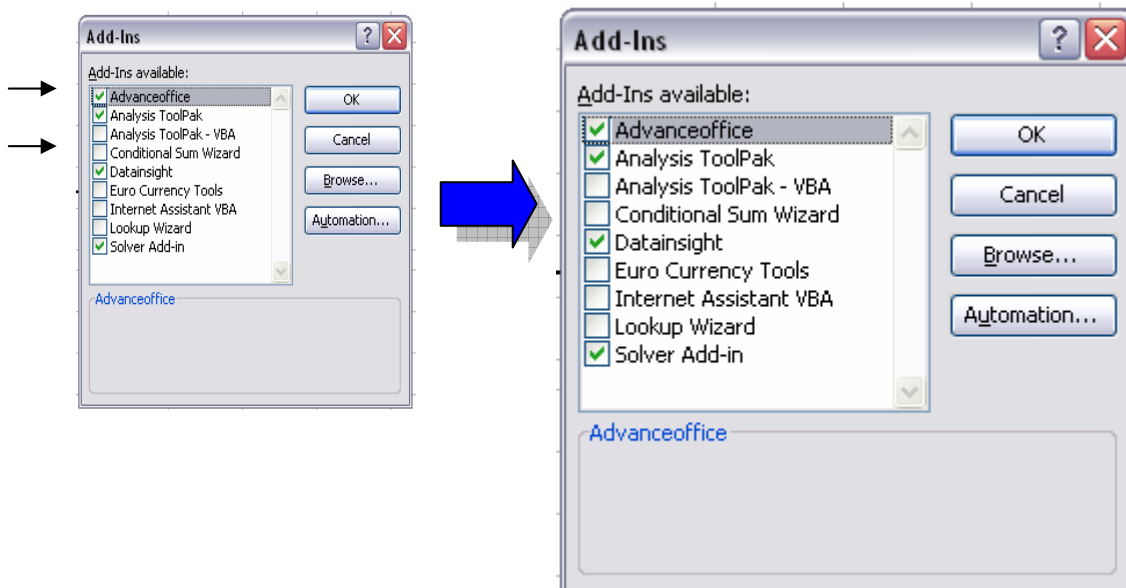 Add-Ins
Add-Ins available:
Advanceoffice
Analysis ToolPak
Analysis ToolPak - VBA
Conditional Sum Wizard
Datainsight
Euro Currency Tools
Internet Assistant VBA
Lookup Wizard
Solver Add-in
OK
Cancel
Browse...
Automation...
Advanceoffice
Add-Ins
Add-Ins available:
Advanceoffice
Analysis ToolPak
Analysis ToolPak - VBA
Conditional Sum Wizard
Datainsight
Euro Currency Tools
Internet Assistant VBA
Lookup Wizard
Solver Add-in
OK
Cancel
Browse...
Automation...
Advanceoffice